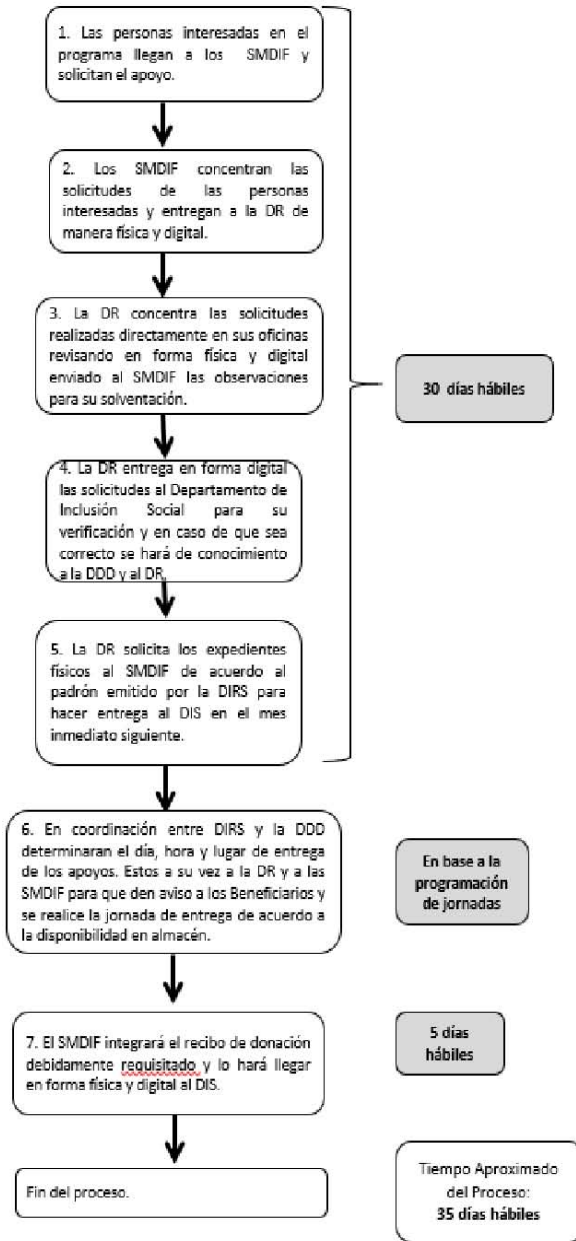 1. Las personas interesadas en el
programa llegan a los SMDIF y
solicitan el apoyo.
2. Los SMDIF concentran las
solicitudes de las personas
interesadas y entregan a la DR de
manera física y digital.
3. La DR concentra las solicitudes
realizadas directamente en sus oficinas
revisando en forma física y digital
enviado al SMDIF las observaciones
para su solventación.
30 días hábiles
4. La DR entrega en forma digital
las solicitudes al Departamento de
Inclusión Social para su
verificación y en caso de que sea
correcto se hará de conocimiento
a la DDD y al DR.
5. La DR solicita los expedientes
físicos al SMDIF de acuerdo al
padrón emitido por la DIRS para
hacer entrega al DIS en el mes
inmediato siguiente.
6. En coordinación entre DIRS y la DDD
determinaran el día, hora y lugar de entrega
de los apoyos. Estos a su vez a la DR y a las
SMDIF para que den aviso a los Beneficiarios y
se realice la jornada de entrega de acuerdo a
la disponibilidad en almacén.
En base a la
programación
de jornadas
7. El SMDIF integrará el recibo de donación
debidamente requisitado y lo hará llegar
en forma física y digital al DIS.
5 días
hábiles
Fin del proceso.
Tiempo Aproximado
del Proceso:
35 días hábiles